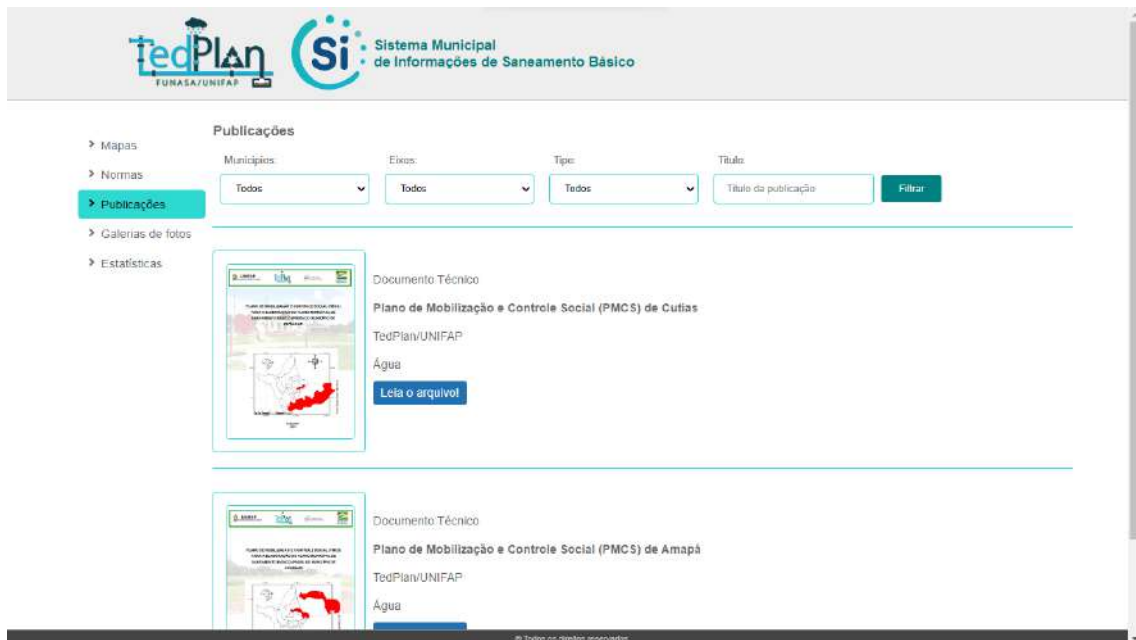 TedPlan
FUNASA/UNIFAP
Si
Sistema Municipal
de Informações de Saneamento Básico
Mapas
Normas
Publicações
Galerias de fotos
Estatísticas
Publicações
Municípios:
Eixos:
Tipo:
Título:
Todos
Todos
Todos
Título da publicação
Filtrar
Documento Técnico
Plano de Mobilização e Controle Social (PMCS) de Cutias
TedPlan/UNIFAP
Água
Leia o arquivo!
Documento Técnico
Plano de Mobilização e Controle Social (PMCS) de Amapá
TedPlan/UNIFAP
Água
© Todos os direitos reservados